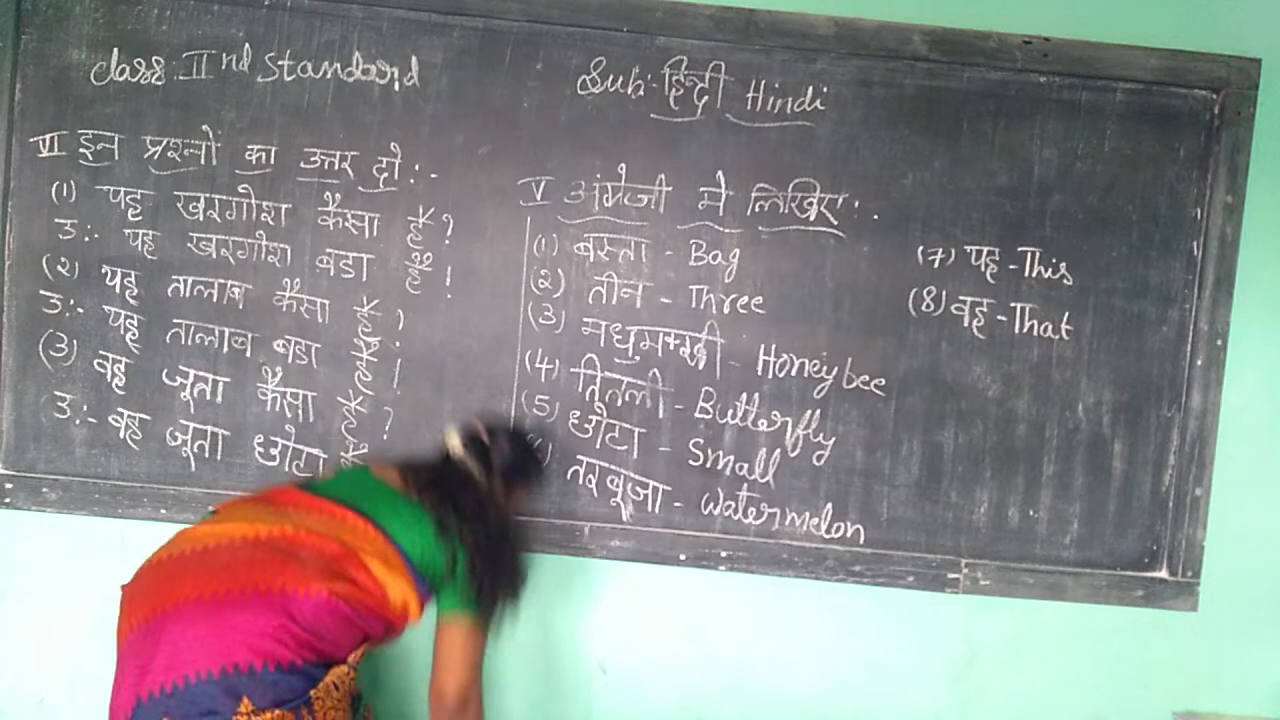 Class: II nd Standard
Sub:- हिन्दी Hindi
VI इन प्रश्नो का उत्तर दो:-
(1) यह खरगोश कैसा है?
उ:- यह खरगोश बडा है!
(2) यह तालाब कैसा है?
उ:- यह तालाब बडा है!
(3) वह जूता कैसा है?
उ:- वह जूता छोटा है
V अंग्रेजी मे लिखिए:-
(1) बस्ता - Bag
(2) तीन - Three
(3) मधुमक्खी - Honeybee
(4) तितली - Butterfly
(5) छोटा - Small
तरबूजा - Watermelon
(7) यह - This
(8) वह - That